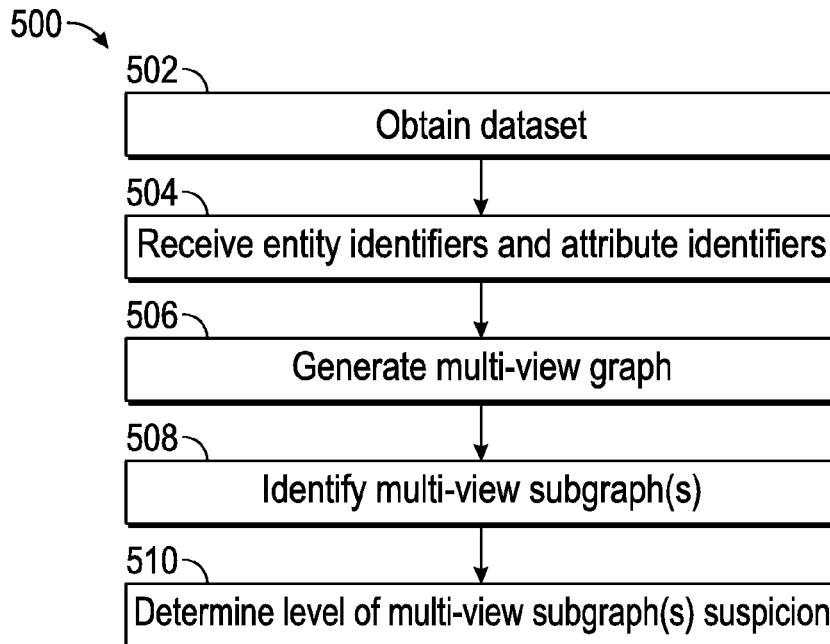 500
502
Obtain dataset
504
Receive entity identifiers and attribute identifiers
506
Generate multi-view graph
508
Identify multi-view subgraph(s)
510
Determine level of multi-view subgraph(s) suspicion